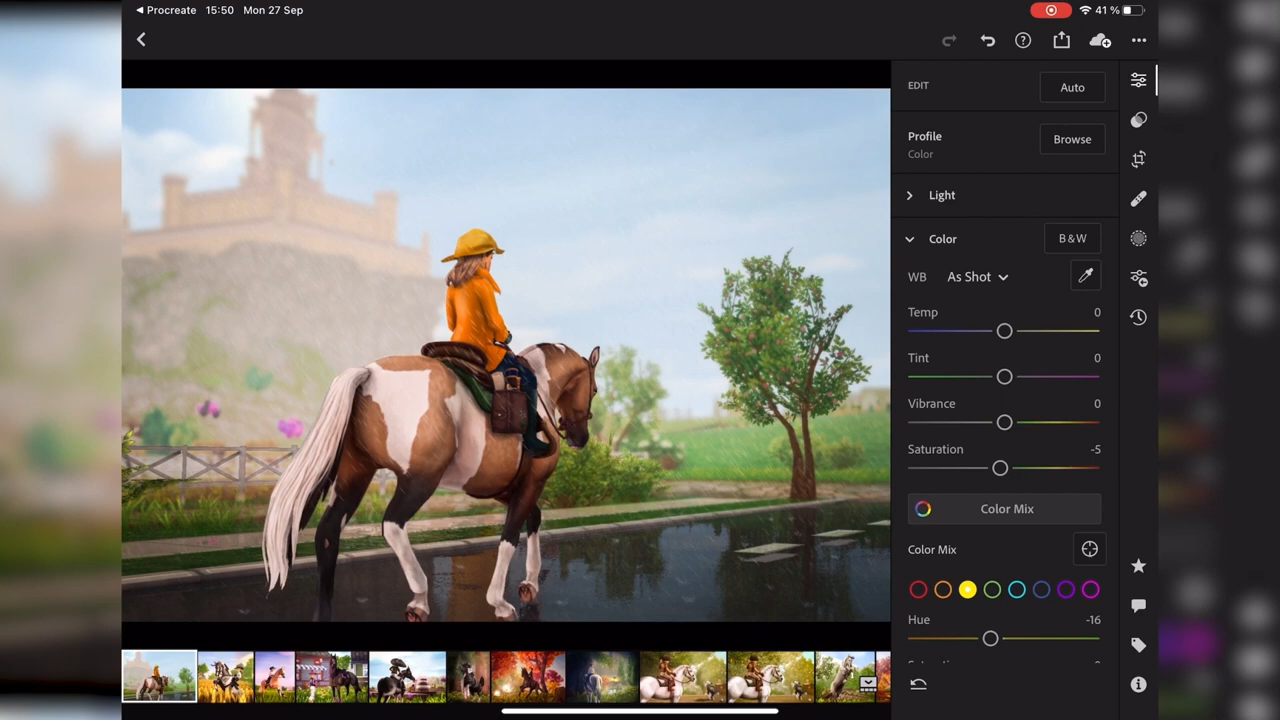 Procreate 15:50 Mon 27 Sep
41 %
EDIT
Auto
Profile
Color
Browse
Light
Color
B & W
WB As Shot
Temp 0
Tint 0
Vibrance 0
Saturation -5
Color Mix
Color Mix
Hue -16